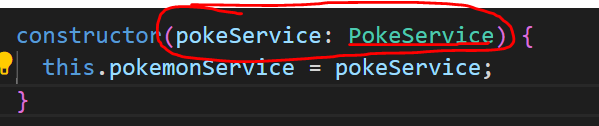 constructor(pokeService: PokeService) {
this.pokemonService = pokeService;
}